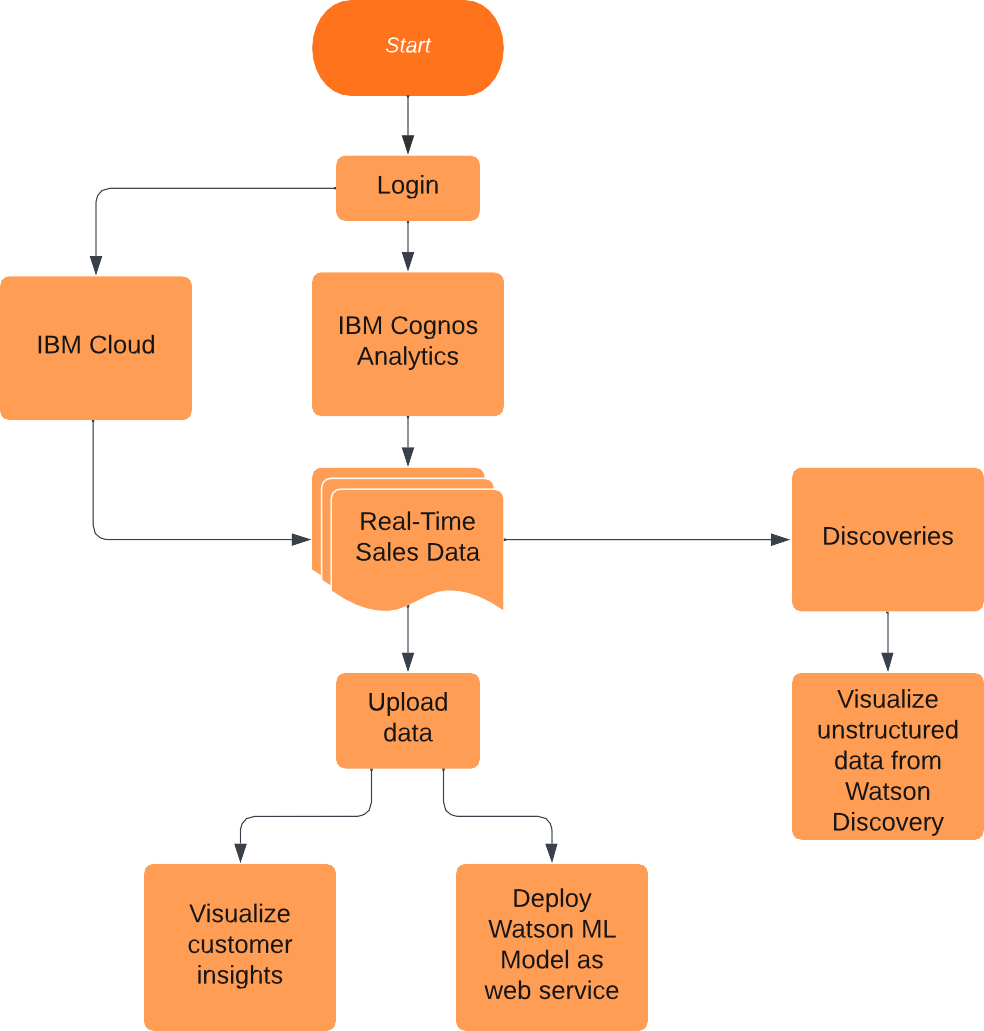 Start
Login
IBM Cloud
IBM Cognos
Analytics
Real-Time
Sales Data
Discoveries
Upload
data
Visualize
unstructured
data from
Watson
Discovery
Visualize
customer
insights
Deploy
Watson ML
Model as
web service